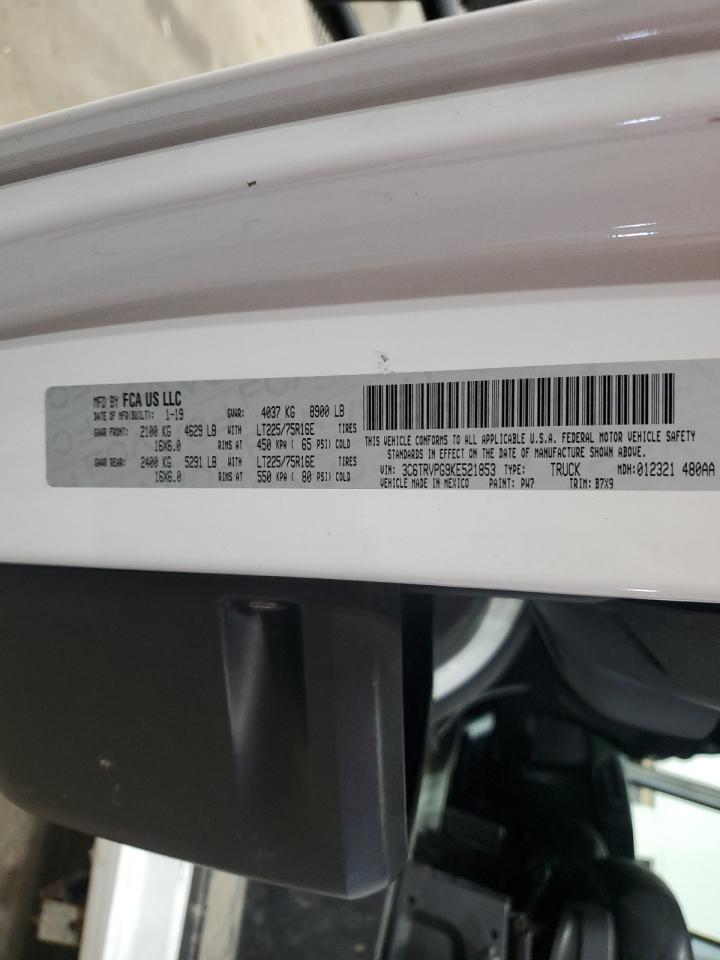 MFD BY FCA US LLC
DATE OF MFR(BUILT): 1-19 GVWR: 4037 KG 8900 LB
GAWR FRONT: 2100 KG 4629 LB WITH LT225/75R16E TIRES
16X6.0 RIMS AT 450 KPA ( 65 PSI) COLD
GAWR REAR: 2400 KG 5291 LB WITH LT225/75R16E TIRES
16X6.0 RIMS AT 550 KPA ( 80 PSI) COLD
THIS VEHICLE CONFORMS TO ALL APPLICABLE U.S.A. FEDERAL MOTOR VEHICLE SAFETY
STANDARDS IN EFFECT ON THE DATE OF MANUFACTURE SHOWN ABOVE.
VIN: 3C6TRVPG9KE521853 TYPE: TRUCK MDH: 012321 480AA
VEHICLE MADE IN MEXICO PAINT: PW7 TRIM: B7X9